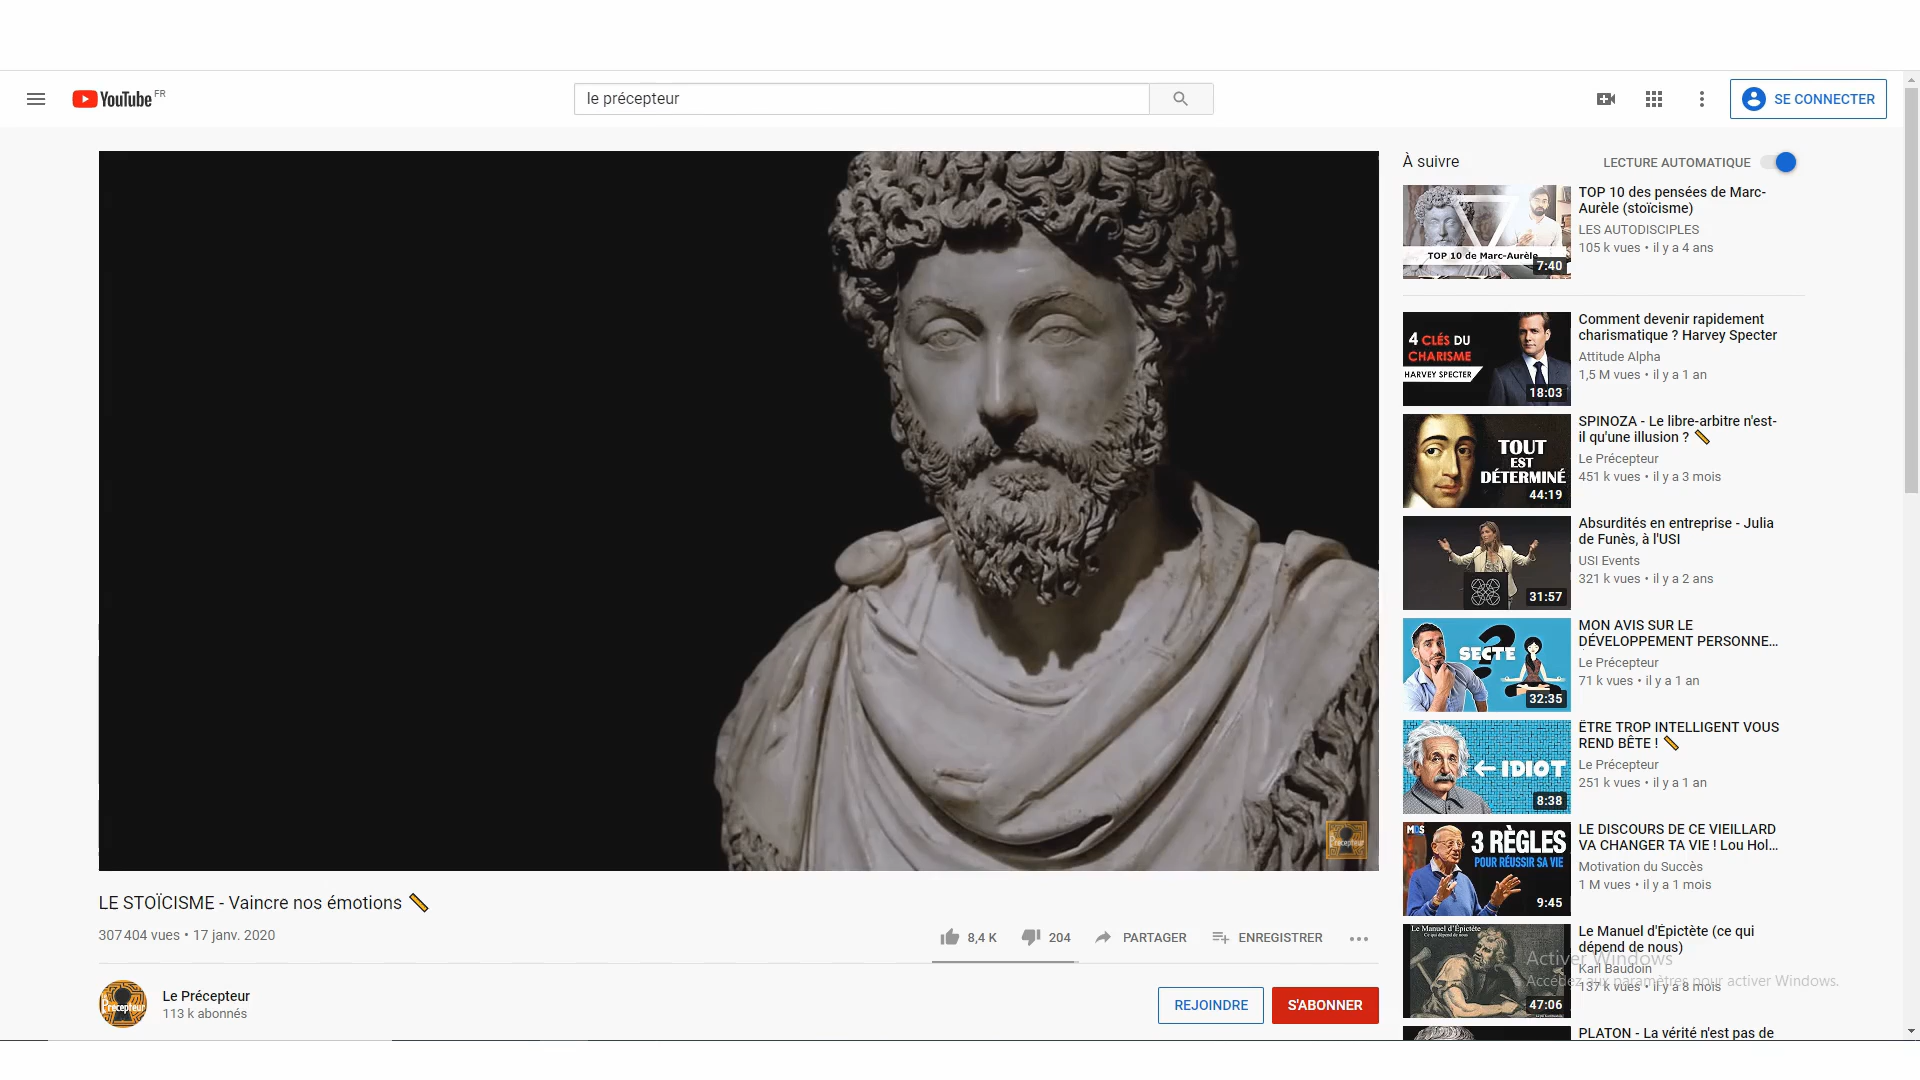 YouTube FR
le précepteur
SE CONNECTER
À suivre
LECTURE AUTOMATIQUE
TOP 10 de Marc-Aurèle
7:40
TOP 10 des pensées de Marc-
Aurèle (stoïcisme)
LES AUTODISCIPLES
105 k vues • il y a 4 ans
4 CLÉS DU
CHARISME
HARVEY SPECTER
18:03
Comment devenir rapidement
charismatique ? Harvey Specter
Attitude Alpha
1,5 M vues • il y a 1 an
TOUT
EST
DÉTERMINÉ
44:19
SPINOZA - Le libre-arbitre n'est-
il qu'une illusion ?
Le Précepteur
451 k vues • il y a 3 mois
31:57
Absurdités en entreprise - Julia
de Funès, à l'USI
USI Events
321 k vues • il y a 2 ans
SECTE
?
32:35
MON AVIS SUR LE
DÉVELOPPEMENT PERSONNE...
Le Précepteur
71 k vues • il y a 1 an
← IDIOT
8:38
ÊTRE TROP INTELLIGENT VOUS
REND BÊTE !
Le Précepteur
251 k vues • il y a 1 an
MDS
3 RÈGLES
POUR RÉUSSIR SA VIE
9:45
LE DISCOURS DE CE VIEILLARD
VA CHANGER TA VIE ! Lou Hol...
Motivation du Succès
1 M vues • il y a 1 mois
Le Manuel d'Épictète
Ce qui dépend de nous
47:06
Le Manuel d'Épictète (ce qui
dépend de nous)
Karl Baudoin
137 k vues • il y a 8 mois
Activer Windows
Accédez aux paramètres pour activer Windows.
PLATON - La vérité n'est pas de
Précepteur
LE STOÏCISME - Vaincre nos émotions
307 404 vues • 17 janv. 2020
8,4 K
204
PARTAGER
ENREGISTRER
Précepteur
Le Précepteur
113 k abonnés
REJOINDRE
S'ABONNER